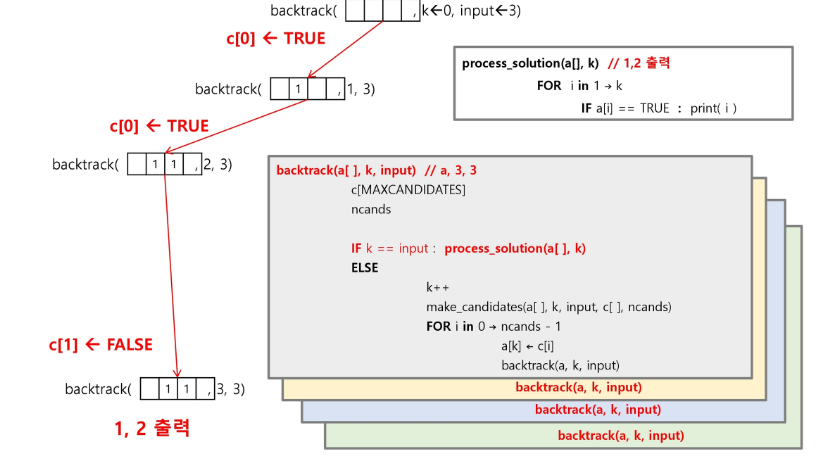 backtrack( , k←0, input←3)
c[0] ← TRUE
backtrack( 1 , 1, 3)
c[0] ← TRUE
backtrack( 1 1 , 2, 3)
c[1] ← FALSE
backtrack( 1 1 , 3, 3)
1, 2 출력
process_solution(a[], k) // 1,2 출력
FOR i in 1 → k
IF a[i] == TRUE : print( i )
backtrack(a[ ], k, input) // a, 3, 3
c[MAXCANDIDATES]
ncands
IF k == input : process_solution(a[ ], k)
ELSE
k++
make_candidates(a[ ], k, input, c[ ], ncands)
FOR i in 0 → ncands - 1
a[k] ← c[i]
backtrack(a, k, input)
backtrack(a, k, input)
backtrack(a, k, input)
backtrack(a, k, input)